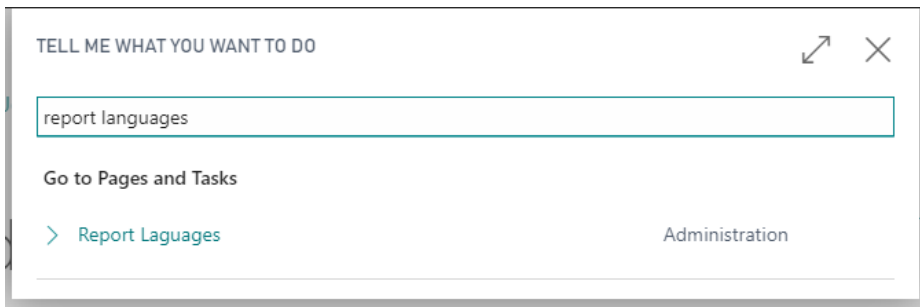 TELL ME WHAT YOU WANT TO DO
report languages
Go to Pages and Tasks
Report Laguages Administration